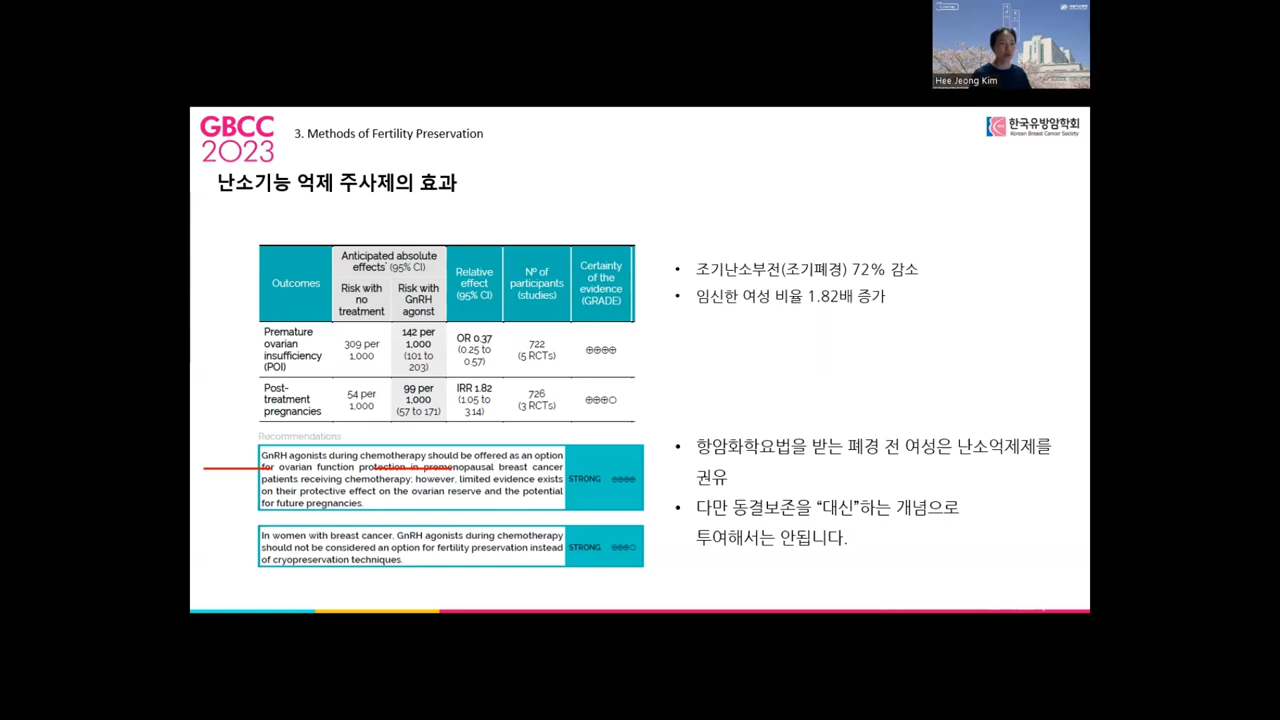 Hee Jeong Kim
GBCC
2023
3. Methods of Fertility Preservation
한국유방암학회
Korean Breast Cancer Society
난소기능 억제 주사제의 효과
Outcomes
Anticipated absolute
effects* (95% CI)
Risk with
no
treatment
Risk with
GnRH
agonst
Relative
effect
(95% CI)
Nº of
participants
(studies)
Certainty
of the
evidence
(GRADE)
Premature
ovarian
insufficiency
(POI)
309 per
1,000
142 per
1,000
(101 to
203)
OR 0.37
(0.25 to
0.57)
722
(5 RCTs)
⊕⊕⊕⊕
Post-
treatment
pregnancies
54 per
1,000
99 per
1,000
(57 to 171)
IRR 1.82
(1.05 to
3.14)
726
(3 RCTs)
⊕⊕⊕○
Recommendations
GnRH agonists during chemotherapy should be offered as an option
for ovarian function protection in premenopausal breast cancer
patients receiving chemotherapy; however, limited evidence exists
on their protective effect on the ovarian reserve and the potential
for future pregnancies.
STRONG ⊕⊕⊕⊕
In women with breast cancer, GnRH agonists during chemotherapy
should not be considered an option for fertility preservation instead
of cryopreservation techniques.
STRONG ⊕⊕⊕○
• 조기난소부전(조기폐경) 72% 감소
• 임신한 여성 비율 1.82배 증가
• 항암화학요법을 받는 폐경 전 여성은 난소억제제를
권유
• 다만 동결보존을 “대신”하는 개념으로
투여해서는 안됩니다.